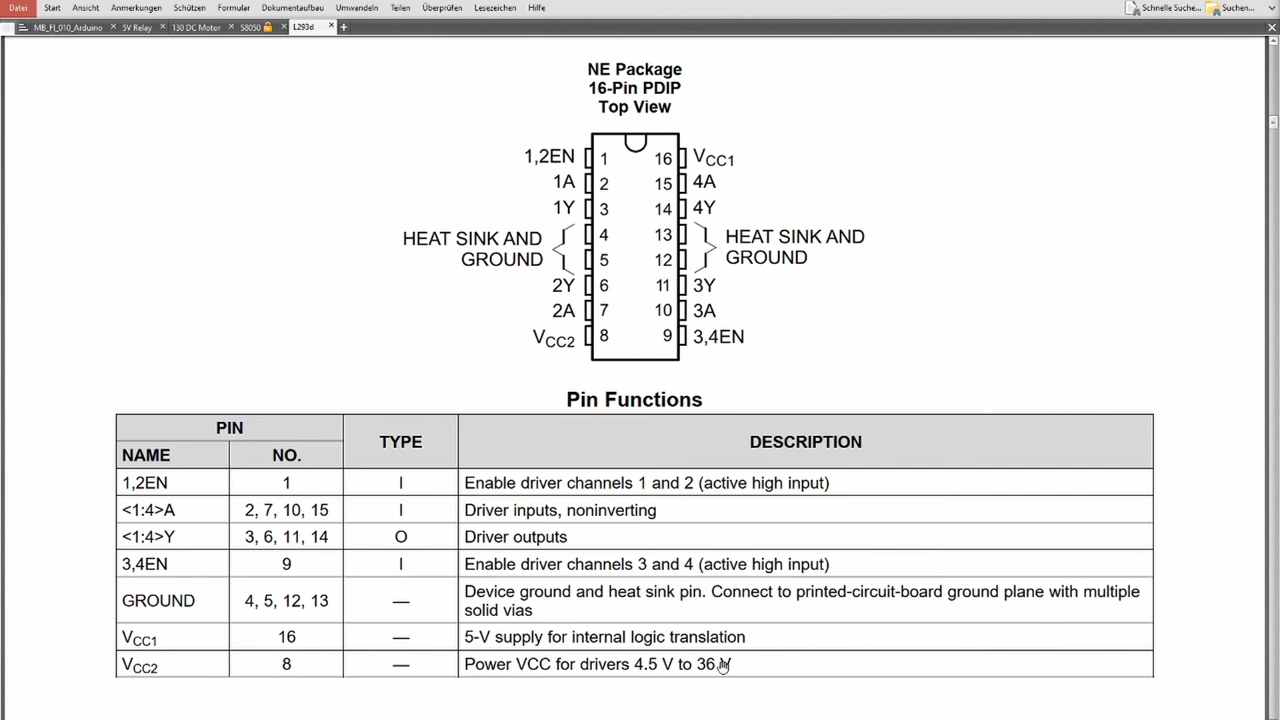 Datei Start Ansicht Anmerkungen Schützen Formular Dokumentaufbau Umwandeln Teilen Überprüfen Lesezeichen Hilfe Schnelle Suche... Suchen...
MB_FI_010_Arduino 5V Relay 130 DC Motor S8050 L293d
NE Package
16-Pin PDIP
Top View
1,2EN 1 16 VCC1
1A 2 15 4A
1Y 3 14 4Y
HEAT SINK AND GROUND 4 13 HEAT SINK AND GROUND
5 12
2Y 6 11 3Y
2A 7 10 3A
VCC2 8 9 3,4EN
Pin Functions
PIN TYPE DESCRIPTION
NAME NO.
1,2EN 1 I Enable driver channels 1 and 2 (active high input)
<1:4>A 2, 7, 10, 15 I Driver inputs, noninverting
<1:4>Y 3, 6, 11, 14 O Driver outputs
3,4EN 9 I Enable driver channels 3 and 4 (active high input)
GROUND 4, 5, 12, 13 — Device ground and heat sink pin. Connect to printed-circuit-board ground plane with multiple
solid vias
VCC1 16 — 5-V supply for internal logic translation
VCC2 8 — Power VCC for drivers 4.5 V to 36 V